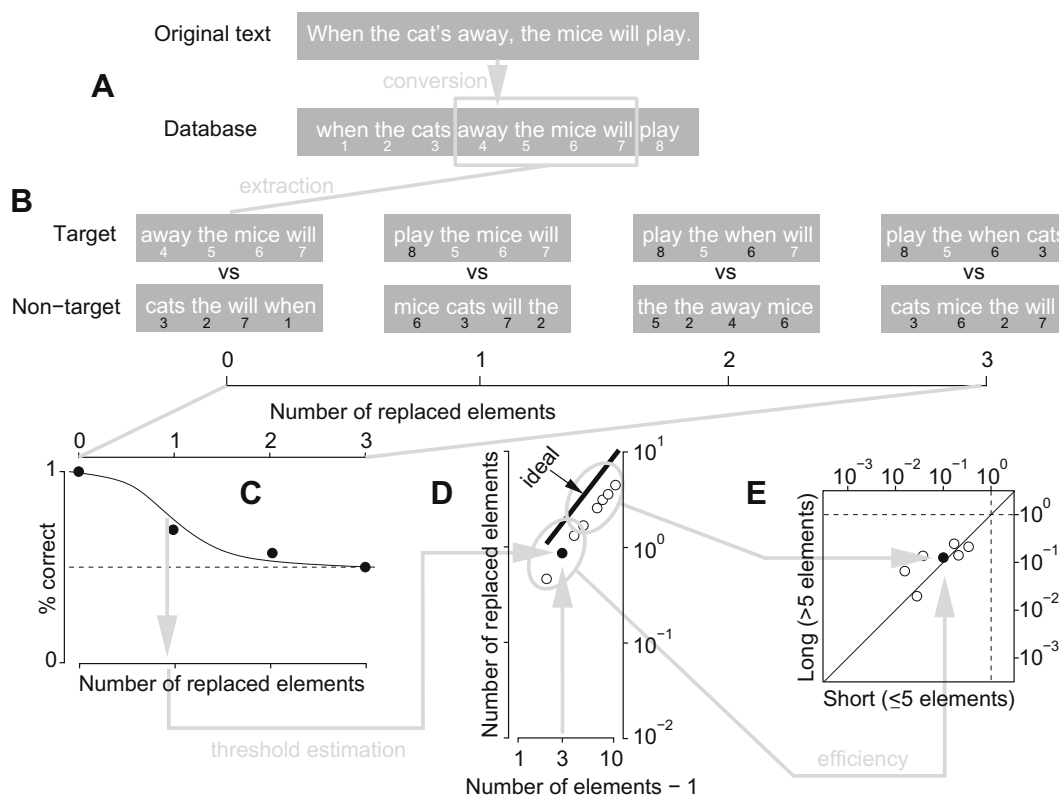 Original text
When the cat's away, the mice will play.
A
conversion
Database
when the cats away the mice will play
1 2 3 4 5 6 7 8
extraction
B
Target
away the mice will
4 5 6 7
play the mice will
8 5 6 7
play the when will
8 5 6 7
play the when cats
8 5 6 3
vs vs vs vs
Non−target
cats the will when
3 2 7 1
mice cats will the
6 3 7 2
the the away mice
5 2 4 6
cats mice the will
3 6 2 7
0 1 2 3
Number of replaced elements
0 1 2 3
C
1
% correct
0
Number of replaced elements
threshold estimation
D
ideal
Number of replaced elements
10^1
10^0
10^−1
10^−2
1 3 10
Number of elements − 1
E
10^−3 10^−2 10^−1 10^0
Long (>5 elements)
10^0
10^−1
10^−2
10^−3
Short (≤5 elements)
efficiency